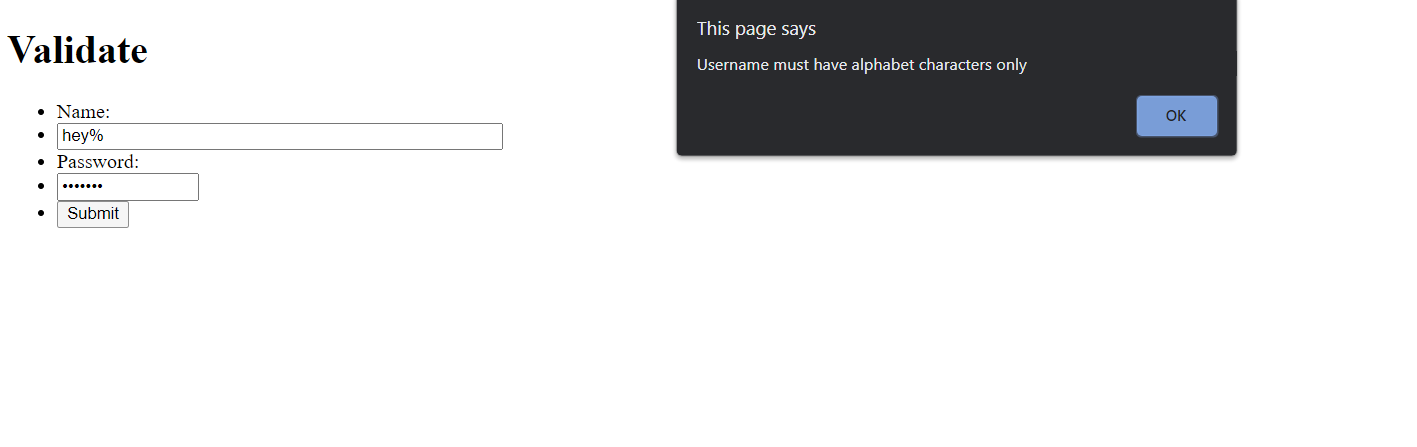 Validate
This page says
Username must have alphabet characters only
OK
Name:
hey%
Password:
•••••••
Submit